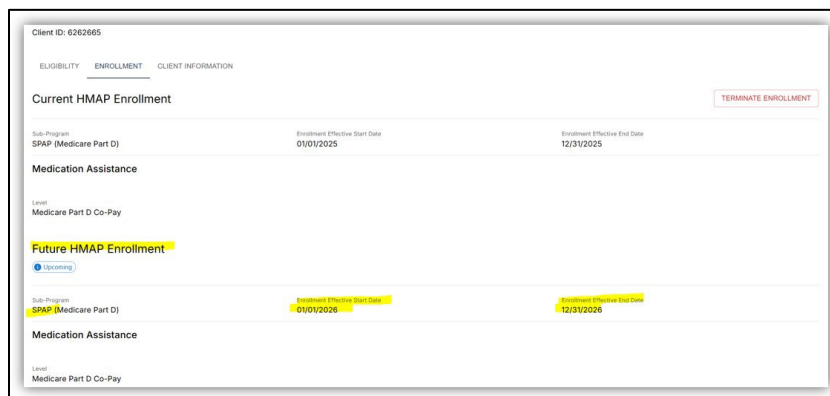 Client ID: 6262665
ELIGIBILITY ENROLLMENT CLIENT INFORMATION
Current HMAP Enrollment TERMINATE ENROLLMENT
Sub-Program Enrollment Effective Start Date Enrollment Effective End Date
SPAP (Medicare Part D) 01/01/2025 12/31/2025
Medication Assistance
Level
Medicare Part D Co-Pay
Future HMAP Enrollment
Upcoming
Sub-Program Enrollment Effective Start Date Enrollment Effective End Date
SPAP (Medicare Part D) 01/01/2026 12/31/2026
Medication Assistance
Level
Medicare Part D Co-Pay